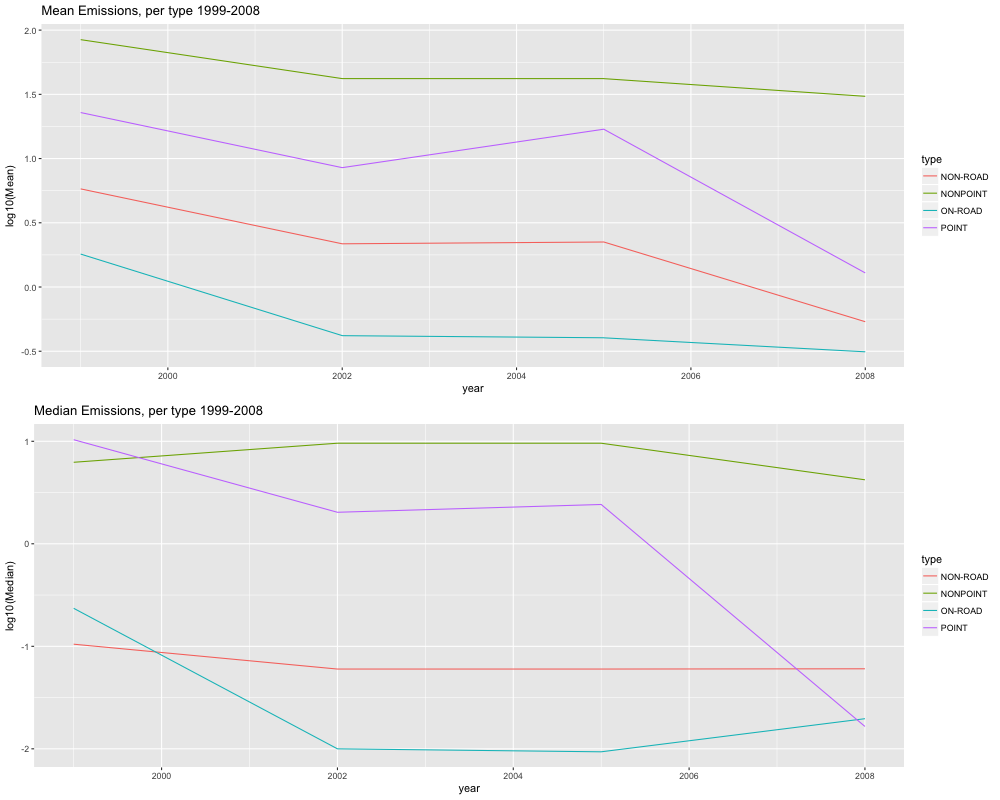 Mean Emissions, per type 1999-2008
2.0
1.5
1.0
0.5
0.0
-0.5
log10(Mean)
2000 2002 2004 2006 2008
year
type
NON-ROAD
NONPOINT
ON-ROAD
POINT
Median Emissions, per type 1999-2008
1
0
-1
-2
log10(Median)
2000 2002 2004 2006 2008
year
type
NON-ROAD
NONPOINT
ON-ROAD
POINT